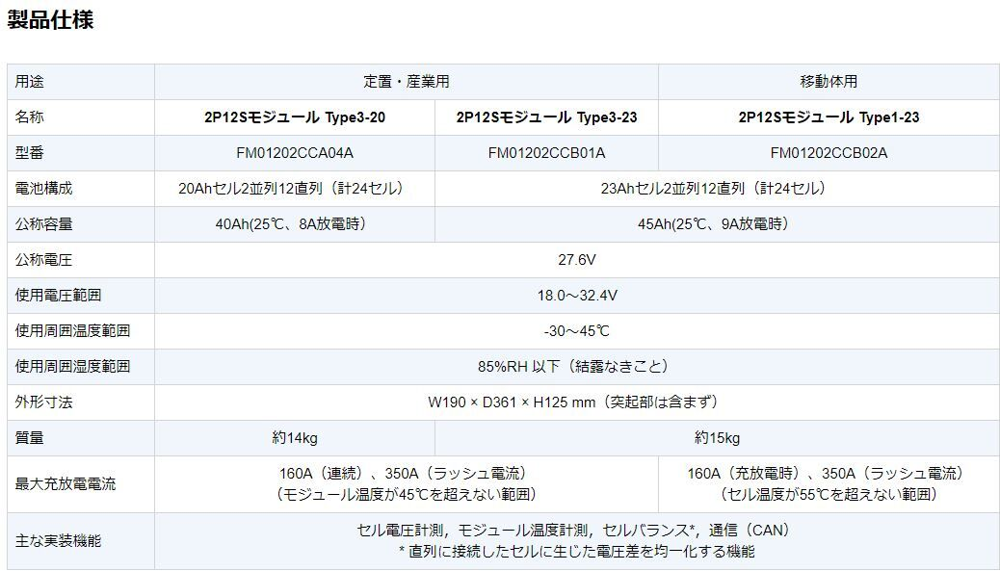 製品仕様
用途 定置・産業用 移動体用
名称 2P12Sモジュール Type3-20 2P12Sモジュール Type3-23 2P12Sモジュール Type1-23
型番 FM01202CCA04A FM01202CCB01A FM01202CCB02A
電池構成 20Ahセル2並列12直列（計24セル） 23Ahセル2並列12直列（計24セル）
公称容量 40Ah(25℃、8A放電時） 45Ah(25℃、9A放電時）
公称電圧 27.6V
使用電圧範囲 18.0～32.4V
使用周囲温度範囲 -30～45℃
使用周囲湿度範囲 85%RH 以下（結露なきこと）
外形寸法 W190 × D361 × H125 mm（突起部は含まず）
質量 約14kg 約15kg
最大充放電電流 160A（連続）、350A（ラッシュ電流） 160A（充放電時）、350A（ラッシュ電流）
（モジュール温度が45℃を超えない範囲） （セル温度が55℃を超えない範囲）
主な実装機能 セル電圧計測，モジュール温度計測，セルバランス*，通信（CAN）
* 直列に接続したセルに生じた電圧差を均一化する機能